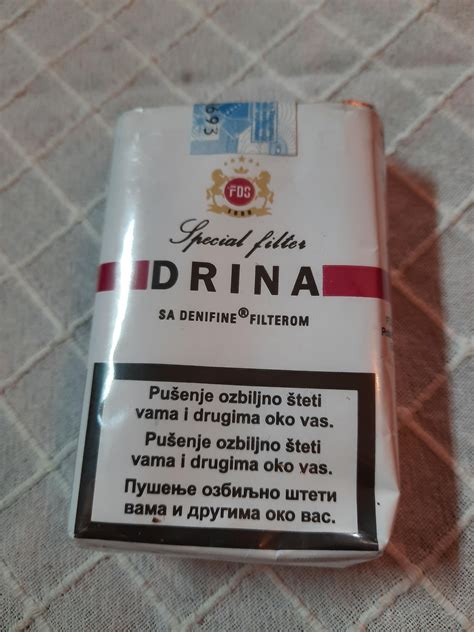 693
FDS
Special filter
DRINA
SA DENIFINE® FILTEROM
Pušenje ozbiljno šteti
vama i drugima oko vas.
Pušenje ozbiljno šteti
vama i drugima oko vas.
Пушење озбиљно штети
вама и другима око вас.